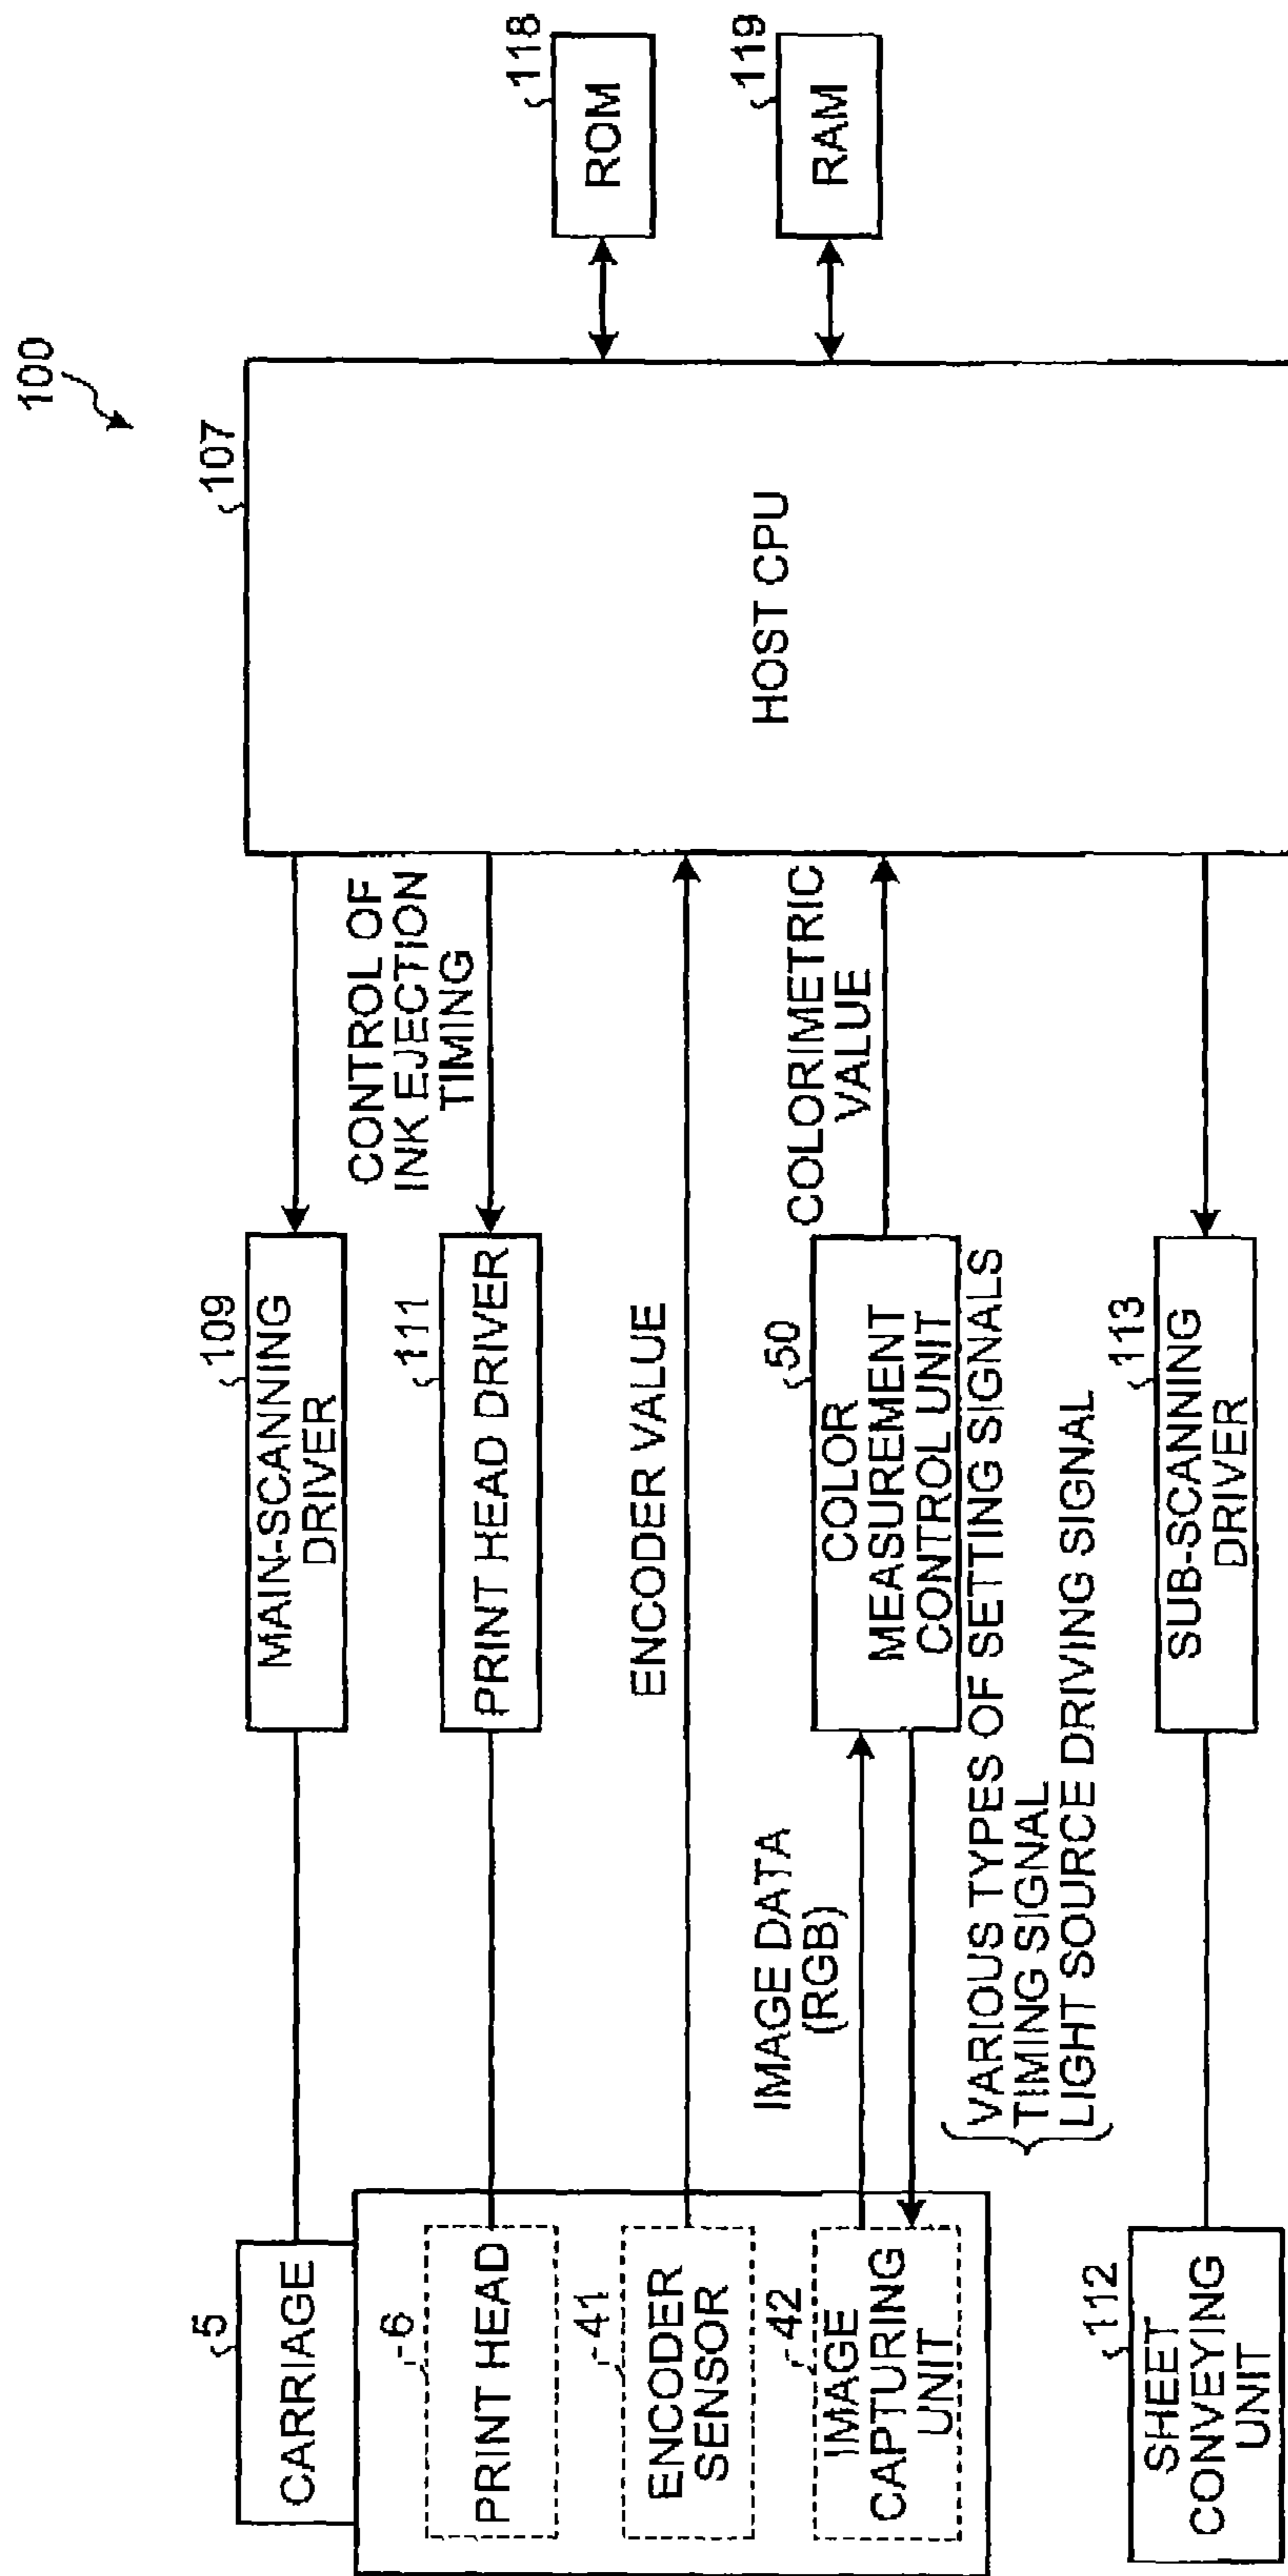 100
5
CARRIAGE
109
MAIN-SCANNING
DRIVER
107
HOST CPU
118
ROM
119
RAM
6
PRINT HEAD
111
PRINT HEAD DRIVER
CONTROL OF
INK EJECTION
TIMING
41
ENCODER
SENSOR
ENCODER VALUE
42
IMAGE
CAPTURING
UNIT
IMAGE DATA
(RGB)
50
COLOR
MEASUREMENT
CONTROL UNIT
COLORIMETRIC
VALUE
VARIOUS TYPES OF SETTING SIGNALS
TIMING SIGNAL
LIGHT SOURCE DRIVING SIGNAL
112
SHEET
CONVEYING
UNIT
113
SUB-SCANNING
DRIVER